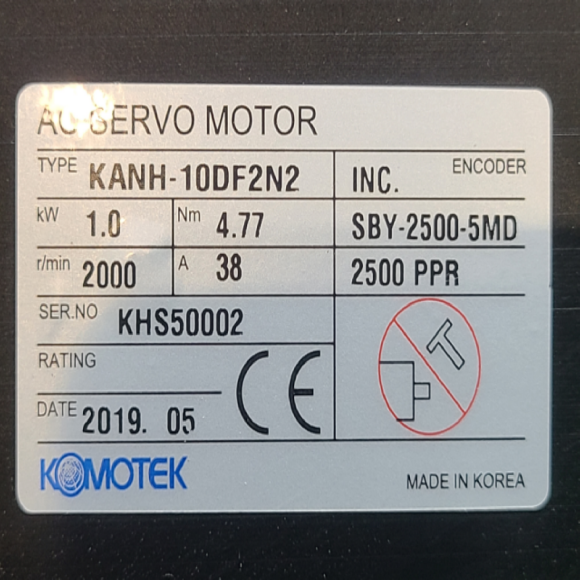 AC SERVO MOTOR
TYPE KANH-10DF2N2 INC. ENCODER
kW 1.0 Nm 4.77 SBY-2500-5MD
r/min 2000 A 38 2500 PPR
SER.NO KHS50002
RATING
CE
DATE 2019. 05
KOMOTEK MADE IN KOREA